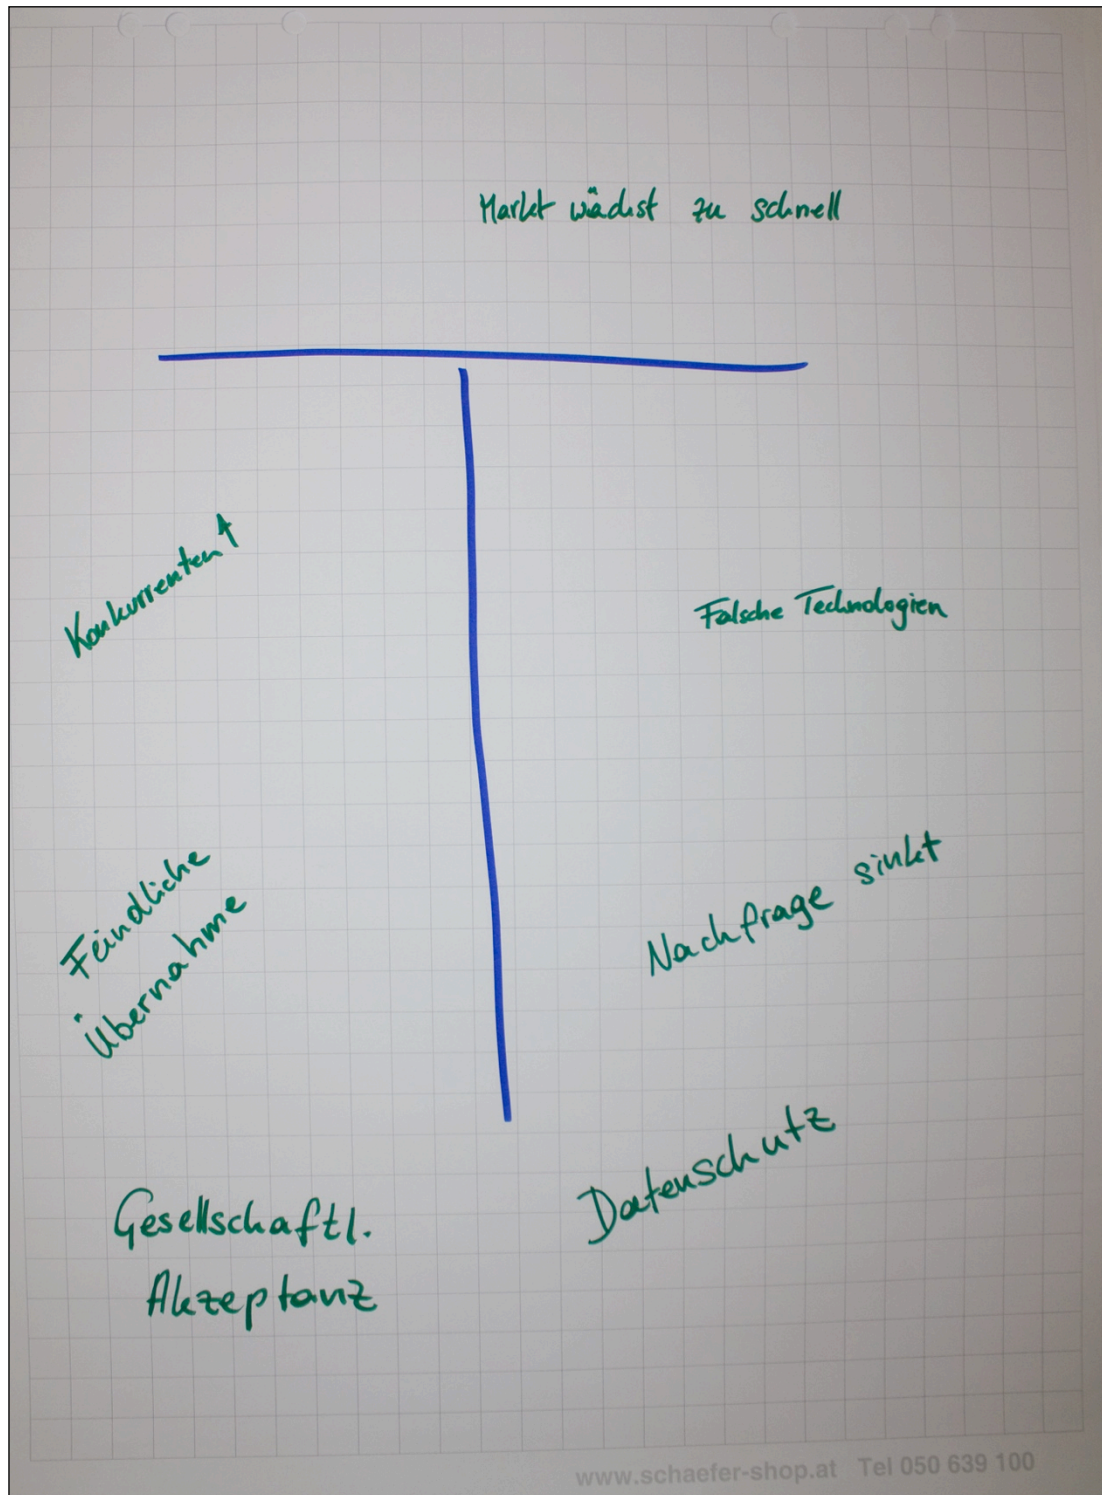 Markt wächst zu schnell
T
Konkurrenten ↑
Falsche Technologien
Feindliche
Übernahme
Nachfrage sinkt
Gesellschaftl.
Akzeptanz
Datenschutz
www.schaefer-shop.at Tel 050 639 100